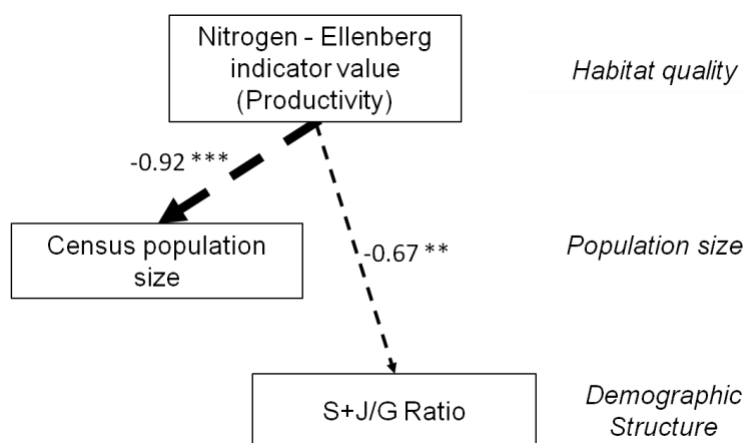 Nitrogen - Ellenberg
indicator value
(Productivity)
Habitat quality
-0.92 ***
Census population
size
Population size
-0.67 **
S+J/G Ratio
Demographic
Structure